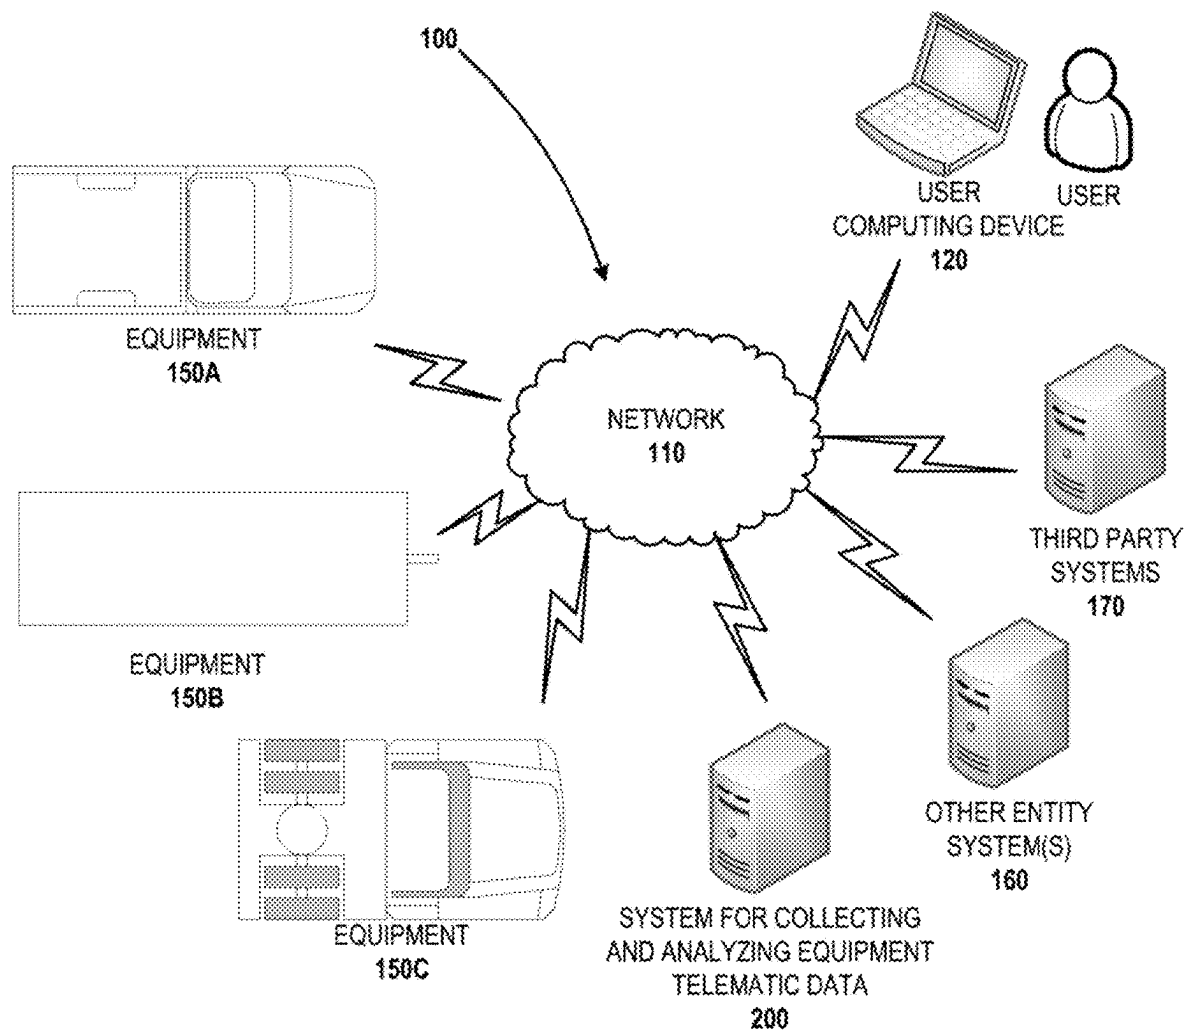 100
USER
COMPUTING DEVICE
120
USER
EQUIPMENT
150A
NETWORK
110
THIRD PARTY
SYSTEMS
170
EQUIPMENT
150B
OTHER ENTITY
SYSTEM(S)
160
EQUIPMENT
150C
SYSTEM FOR COLLECTING
AND ANALYZING EQUIPMENT
TELEMATIC DATA
200